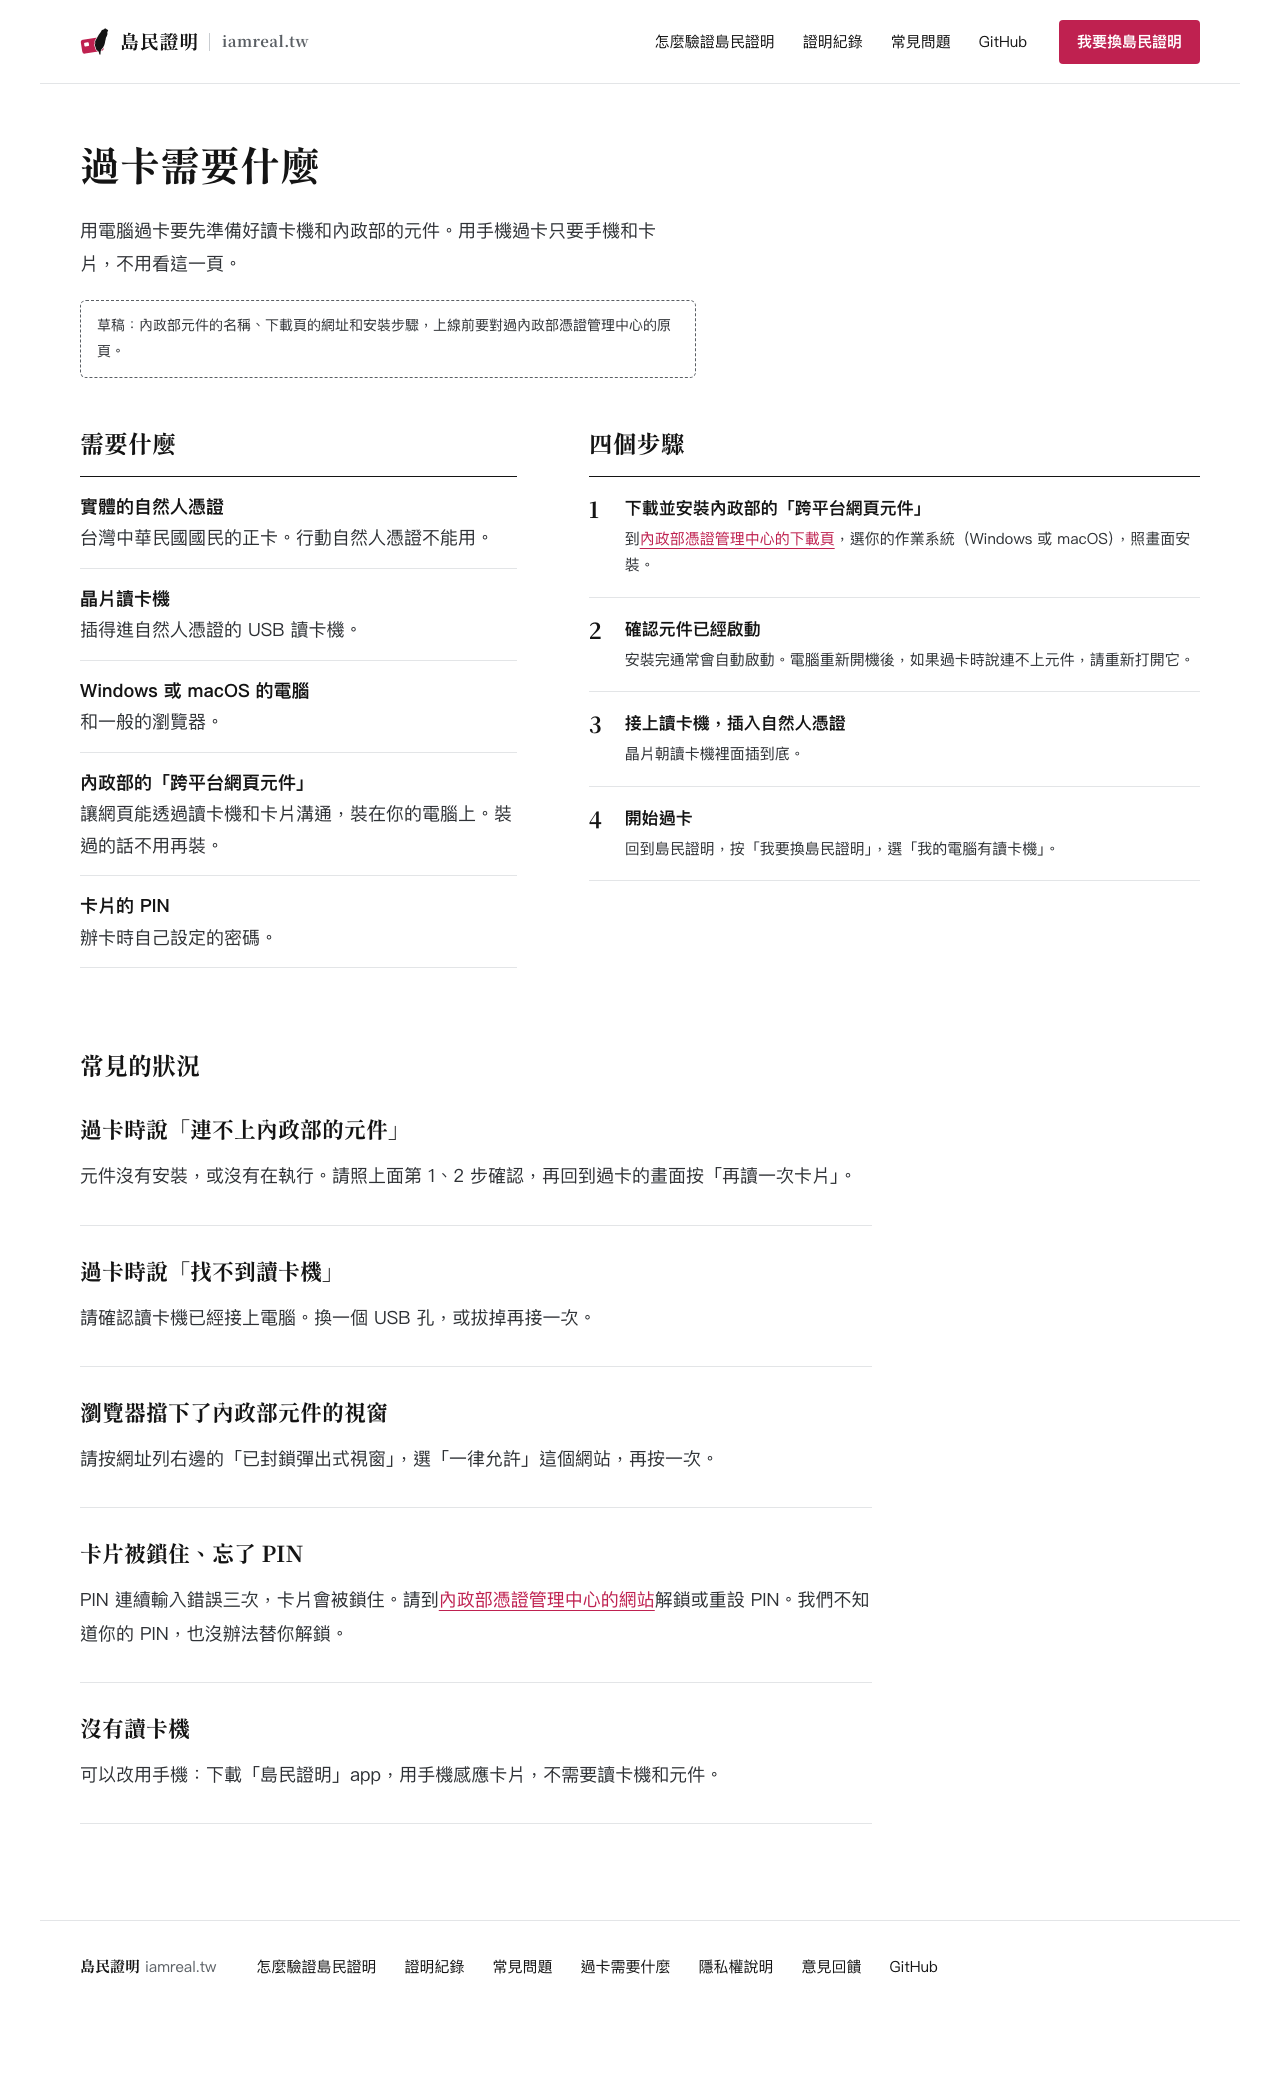 島民證明 iamreal.tw 怎麼驗證島民證明 證明紀錄 常見問題 GitHub 我要換島民證明
過卡需要什麼
用電腦過卡要先準備好讀卡機和內政部的元件。用手機過卡只要手機和卡
片，不用看這一頁。
草稿：內政部元件的名稱、下載頁的網址和安裝步驟，上線前要對過內政部憑證管理中心的原
頁。
需要什麼
實體的自然人憑證
台灣中華民國國民的正卡。行動自然人憑證不能用。
晶片讀卡機
插得進自然人憑證的 USB 讀卡機。
Windows 或 macOS 的電腦
和一般的瀏覽器。
內政部的「跨平台網頁元件」
讓網頁能透過讀卡機和卡片溝通，裝在你的電腦上。裝
過的話不用再裝。
卡片的 PIN
辦卡時自己設定的密碼。
四個步驟
1 下載並安裝內政部的「跨平台網頁元件」
到內政部憑證管理中心的下載頁，選你的作業系統（Windows 或 macOS），照畫面安
裝。
2 確認元件已經啟動
安裝完通常會自動啟動。電腦重新開機後，如果過卡時說連不上元件，請重新打開它。
3 接上讀卡機，插入自然人憑證
晶片朝讀卡機裡面插到底。
4 開始過卡
回到島民證明，按「我要換島民證明」，選「我的電腦有讀卡機」。
常見的狀況
過卡時說「連不上內政部的元件」
元件沒有安裝，或沒有在執行。請照上面第 1、2 步確認，再回到過卡的畫面按「再讀一次卡片」。
過卡時說「找不到讀卡機」
請確認讀卡機已經接上電腦。換一個 USB 孔，或拔掉再接一次。
瀏覽器擋下了內政部元件的視窗
請按網址列右邊的「已封鎖彈出式視窗」，選「一律允許」這個網站，再按一次。
卡片被鎖住、忘了 PIN
PIN 連續輸入錯誤三次，卡片會被鎖住。請到內政部憑證管理中心的網站解鎖或重設 PIN。我們不知
道你的 PIN，也沒辦法替你解鎖。
沒有讀卡機
可以改用手機：下載「島民證明」app，用手機感應卡片，不需要讀卡機和元件。
島民證明 iamreal.tw 怎麼驗證島民證明 證明紀錄 常見問題 過卡需要什麼 隱私權說明 意見回饋 GitHub